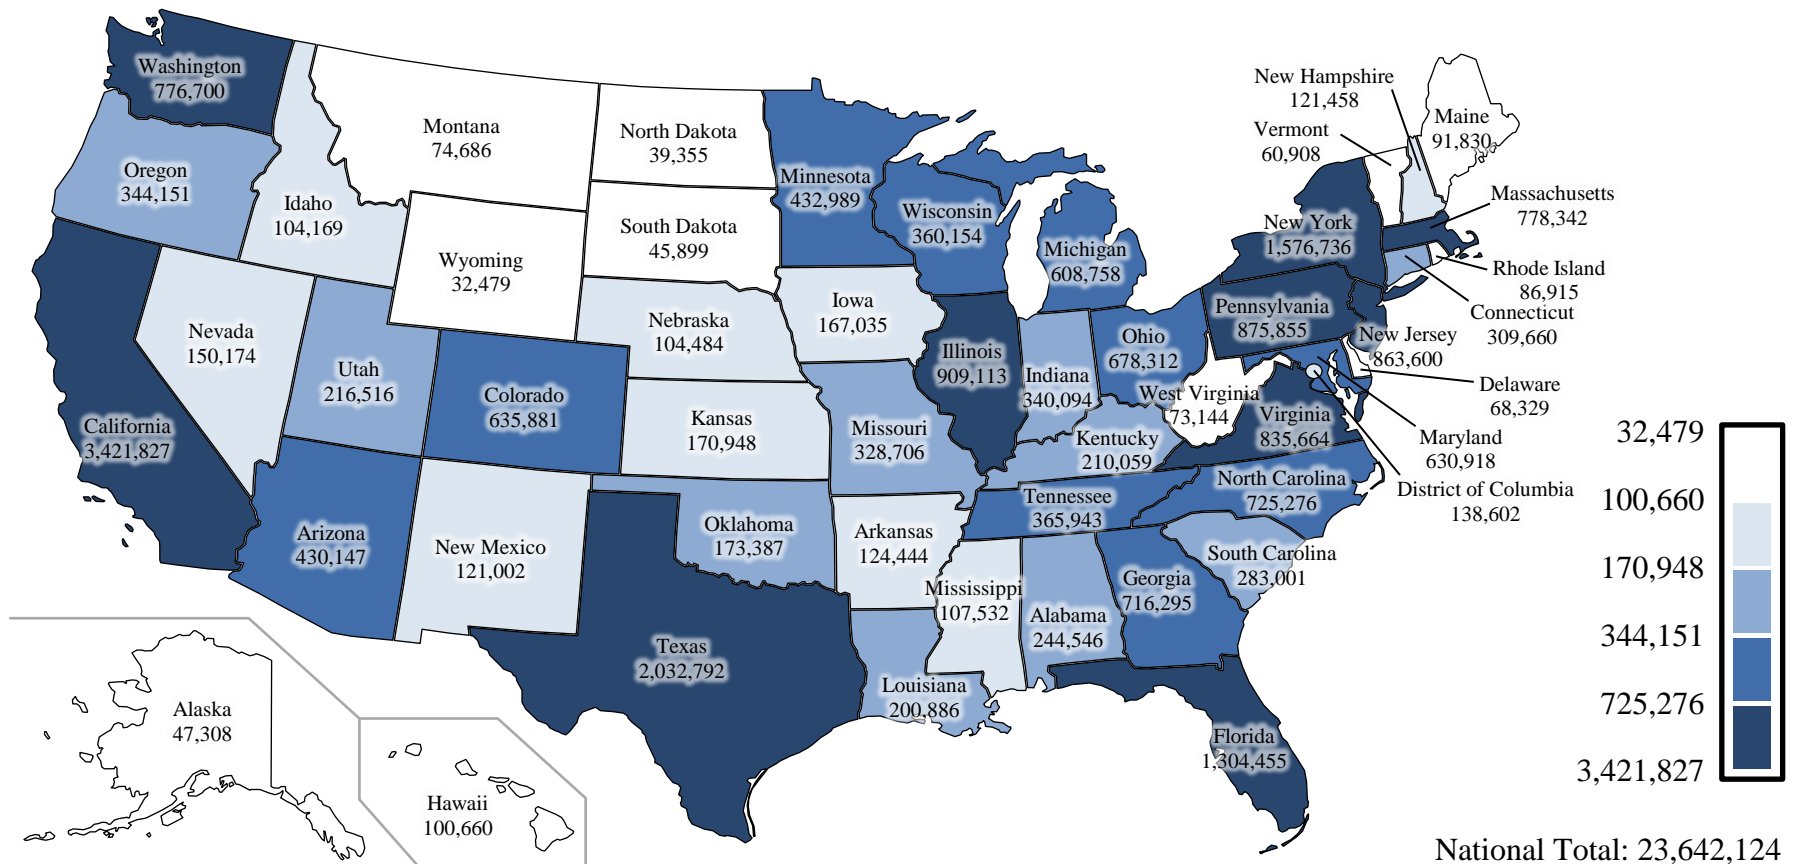 Washington
776,700
Oregon
344,151
California
3,421,827
Idaho
104,169
Nevada
150,174
Montana
74,686
Wyoming
32,479
Utah
216,516
Colorado
635,881
Arizona
430,147
New Mexico
121,002
North Dakota
39,355
South Dakota
45,899
Nebraska
104,484
Kansas
170,948
Oklahoma
173,387
Texas
2,032,792
Minnesota
432,989
Iowa
167,035
Missouri
328,706
Arkansas
124,444
Louisiana
200,886
Wisconsin
360,154
Illinois
909,113
Michigan
608,758
Indiana
340,094
Ohio
678,312
Kentucky
210,059
Tennessee
365,943
Mississippi
107,532
Alabama
244,546
Georgia
716,295
Florida
1,304,455
South Carolina
283,001
North Carolina
725,276
Virginia
835,664
West Virginia
73,144
Pennsylvania
875,855
New York
1,576,736
New Jersey
863,600
Vermont
60,908
New Hampshire
121,458
Maine
91,830
Massachusetts
778,342
Rhode Island
86,915
Connecticut
309,660
Delaware
68,329
Maryland
630,918
District of Columbia
138,602
Alaska
47,308
Hawaii
100,660
32,479
100,660
170,948
344,151
725,276
3,421,827
National Total: 23,642,124